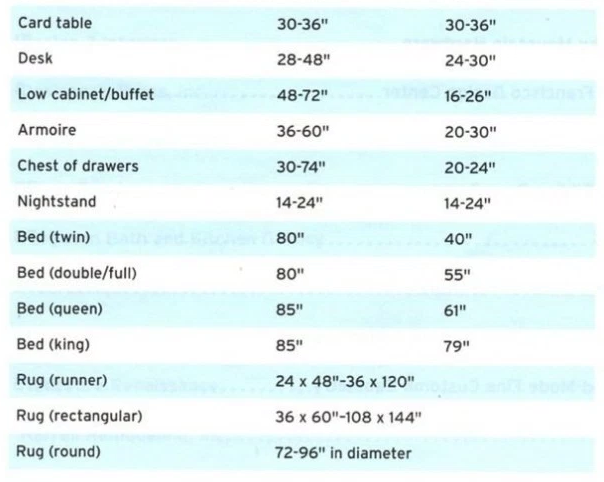 Card table 30-36" 30-36"
Desk 28-48" 24-30"
Low cabinet/buffet 48-72" 16-26"
Armoire 36-60" 20-30"
Chest of drawers 30-74" 20-24"
Nightstand 14-24" 14-24"
Bed (twin) 80" 40"
Bed (double/full) 80" 55"
Bed (queen) 85" 61"
Bed (king) 85" 79"
Rug (runner) 24 x 48"-36 x 120"
Rug (rectangular) 36 x 60"-108 x 144"
Rug (round) 72-96" in diameter